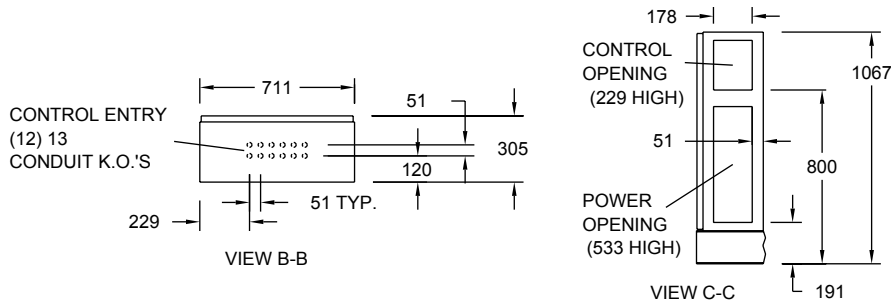 711
CONTROL ENTRY
(12) 13
CONDUIT K.O.'S
51
305
120
51 TYP.
229
VIEW B-B
178
CONTROL
OPENING
(229 HIGH)
1067
51
800
POWER
OPENING
(533 HIGH)
VIEW C-C
191